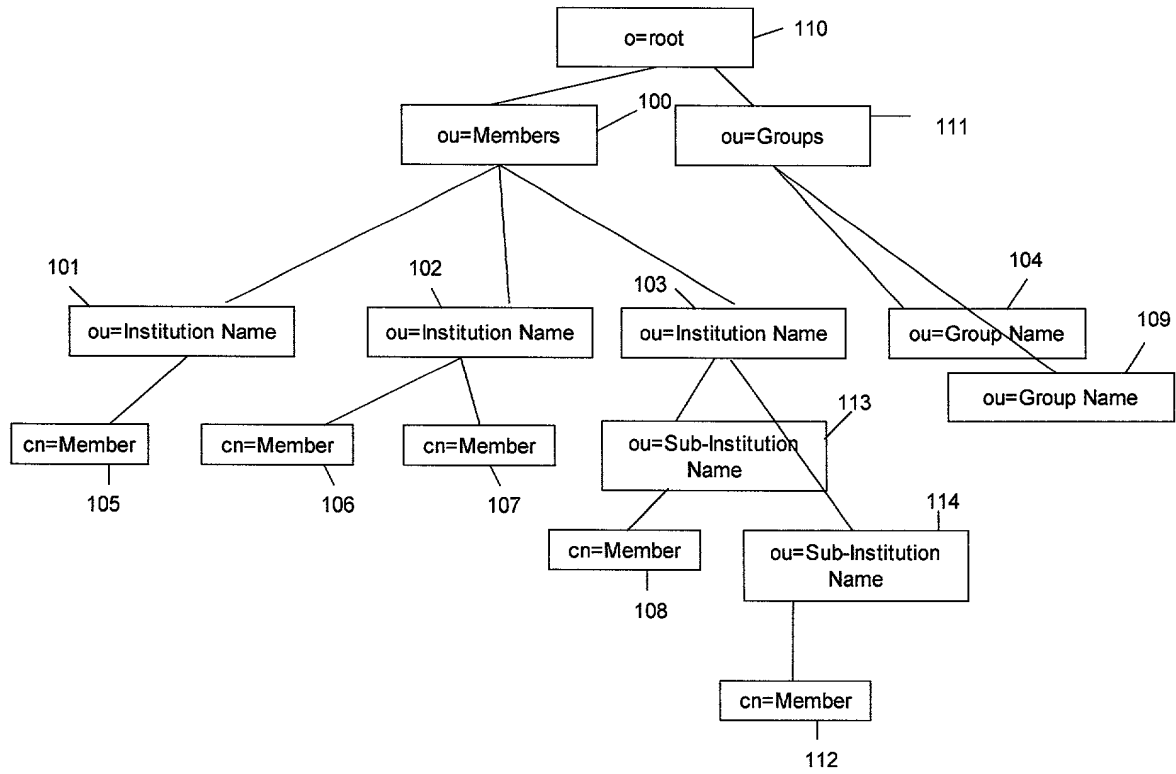 110
o=root
100
ou=Members
ou=Groups
111
101
102
103
104
ou=Institution Name
ou=Institution Name
ou=Institution Name
ou=Group Name
109
ou=Group Name
113
cn=Member
cn=Member
cn=Member
ou=Sub-Institution
Name
105
106
107
114
cn=Member
ou=Sub-Institution
Name
108
cn=Member
112